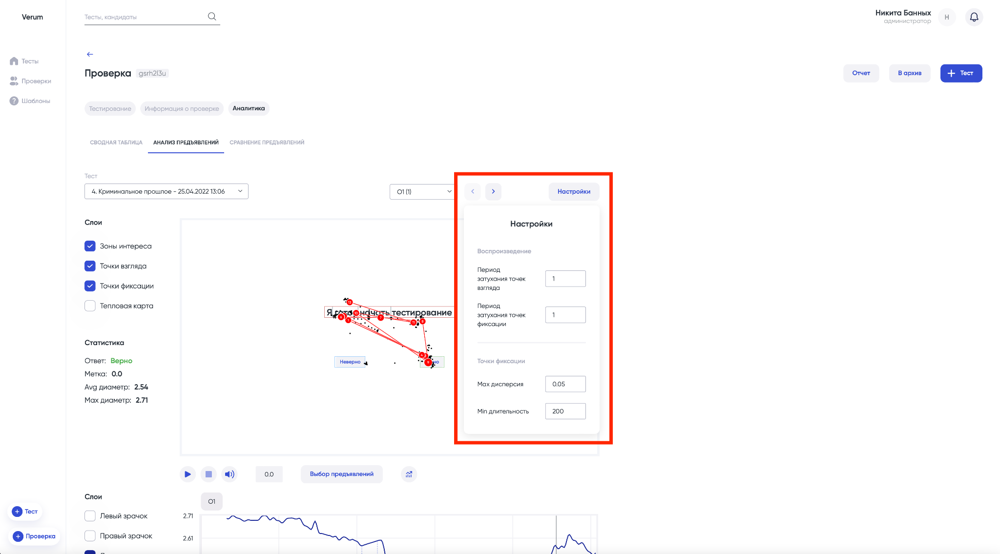 Verum
Тесты, кандидаты
Никита Банных
администратор
Н
Тесты
Проверки
Шаблоны
Проверка gsrh2l3u
Отчет
В архив
Тест
Тестирование
Информация о проверке
Аналитика
СВОДНАЯ ТАБЛИЦА
АНАЛИЗ ПРЕДЪЯВЛЕНИЙ
СРАВНЕНИЕ ПРЕДЪЯВЛЕНИЙ
Тест
4. Криминальное прошлое - 25.04.2022 13:06
О1 (1)
Настройки
Слои
Зоны интереса
Точки взгляда
Точки фиксации
Тепловая карта
Статистика
Ответ: Верно
Метка: 0.0
Avg диаметр: 2.54
Max диаметр: 2.71
13
Я начать тестирование
6
1
10
7
11
8
4
9
Неверно
но
Настройки
Воспроизведение
Период
затухания точек
взгляда
1
Период
затухания точек
фиксации
1
Точки фиксации
Max дисперсия
0.05
Min длительность
200
0.0
Выбор предъявлений
Слои
Левый зрачок
Правый зрачок
О1
2.71
2.61
Тест
Проверка